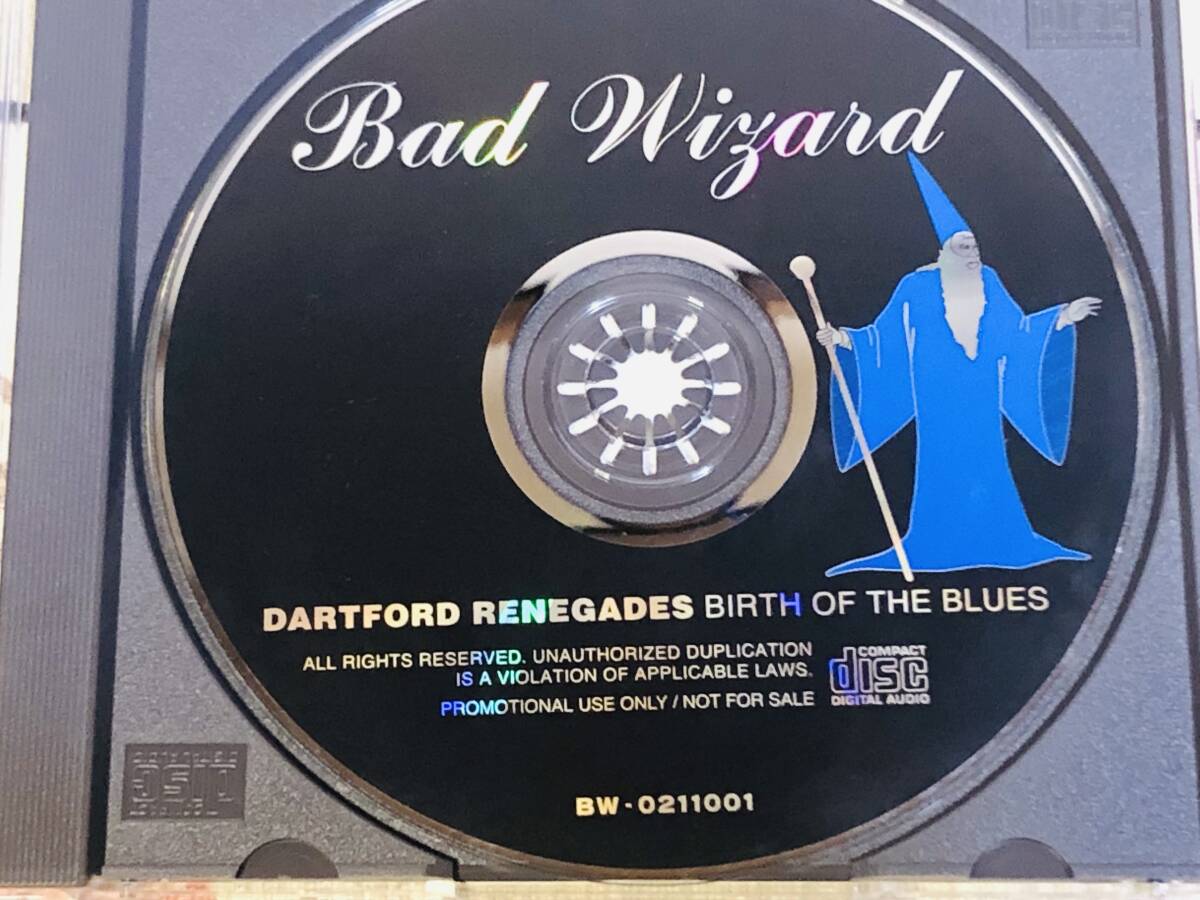 Bad Wizard
DARTFORD RENEGADES BIRTH OF THE BLUES
ALL RIGHTS RESERVED. UNAUTHORIZED DUPLICATION
IS A VIOLATION OF APPLICABLE LAWS.
PROMOTIONAL USE ONLY / NOT FOR SALE
COMPACT
disc
DIGITAL AUDIO
BW-0211001